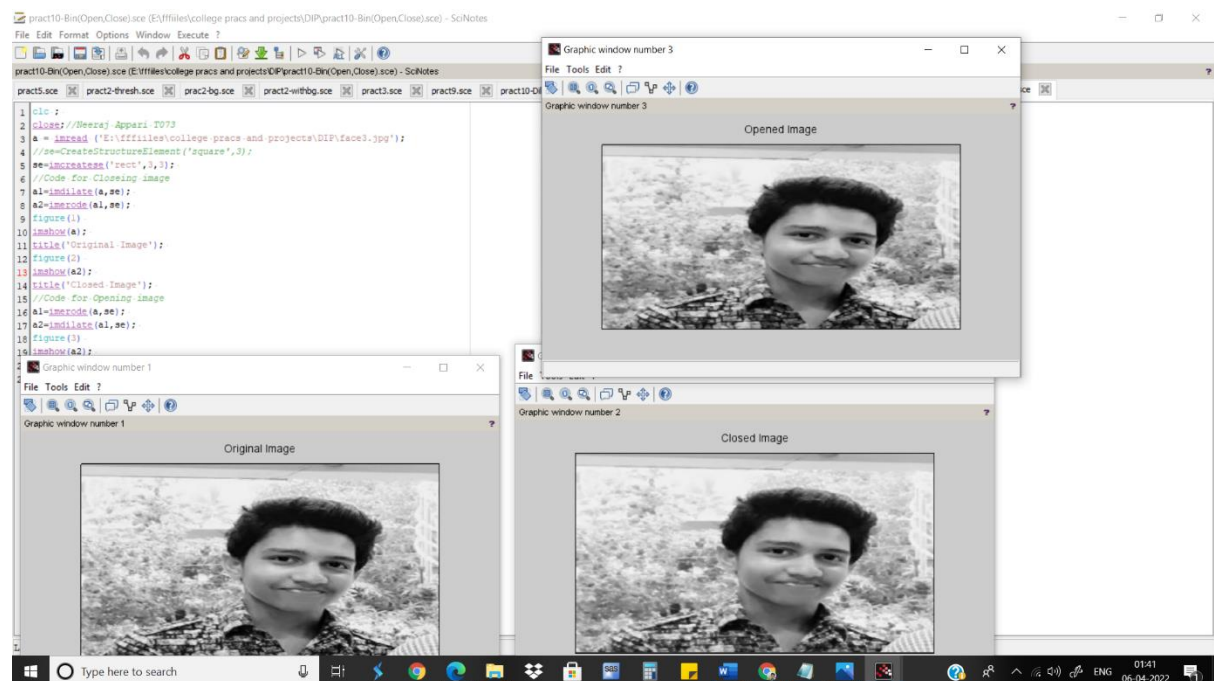 pract10-Bin(Open,Close).sce (E:\fffiiles\college pracs and projects\DIP\pract10-Bin(Open,Close).sce) - SciNotes
File Edit Format Options Window Execute ?
pract10-Bin(Open,Close).sce (E:\fffiiles\college pracs and projects\DIP\pract10-Bin(Open,Close).sce) - SciNotes
?
pract5.sce pract2-thresh.sce prac2-bg.sce pract2-withbg.sce pract3.sce pract9.sce
1 clc ;
2 close;//Neeraj Appari T073
3 a = imread ('E:\fffiiles\college pracs and projects\DIP\face3.jpg');
4 //se=CreateStructureElement('square',3);
5 se=imcreatese('rect',3,3);
6 //Code for Closeing image
7 a1=imdilate(a,se);
8 a2=imerode(a1,se);
9 figure(1)
10 imshow(a);
11 title('Original Image');
12 figure(2)
13 imshow(a2);
14 title('Closed Image');
15 //Code for Opening image
16 a1=imerode(a,se);
17 a2=imdilate(a1,se);
18 figure(3)
19 imshow(a2);
Graphic window number 3
File Tools Edit ?
Graphic window number 3
?
Opened Image
Graphic window number 1
File Tools Edit ?
Graphic window number 1
?
Original Image
File
Graphic window number 2
?
Closed Image
Type here to search
ENG
01:41
06-04-2022